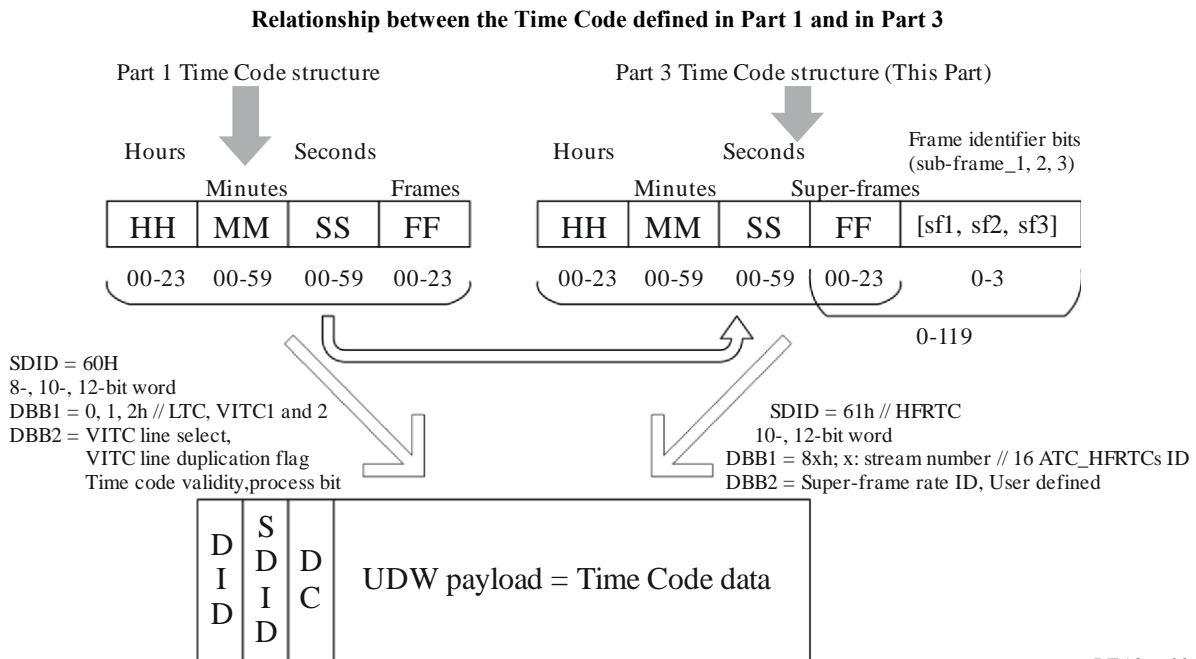 Relationship between the Time Code defined in Part 1 and in Part 3
Part 1 Time Code structure
Part 3 Time Code structure (This Part)
Hours
Seconds
Minutes
Frames
HH MM SS FF
00-23 00-59 00-59 00-23
Hours
Seconds
Frame identifier bits
(sub-frame_1, 2, 3)
Minutes
Super-frames
HH MM SS FF [sf1, sf2, sf3]
00-23 00-59 00-59 00-23 0-3
0-119
SDID = 60H
8-, 10-, 12-bit word
DBB1 = 0, 1, 2h // LTC, VITC1 and 2
DBB2 = VITC line select,
VITC line duplication flag
Time code validity,process bit
SDID = 61h // HFRTC
10-, 12-bit word
DBB1 = 8xh; x: stream number // 16 ATC_HFRTCs ID
DBB2 = Super-frame rate ID, User defined
DID
SDID
DC
UDW payload = Time Code data